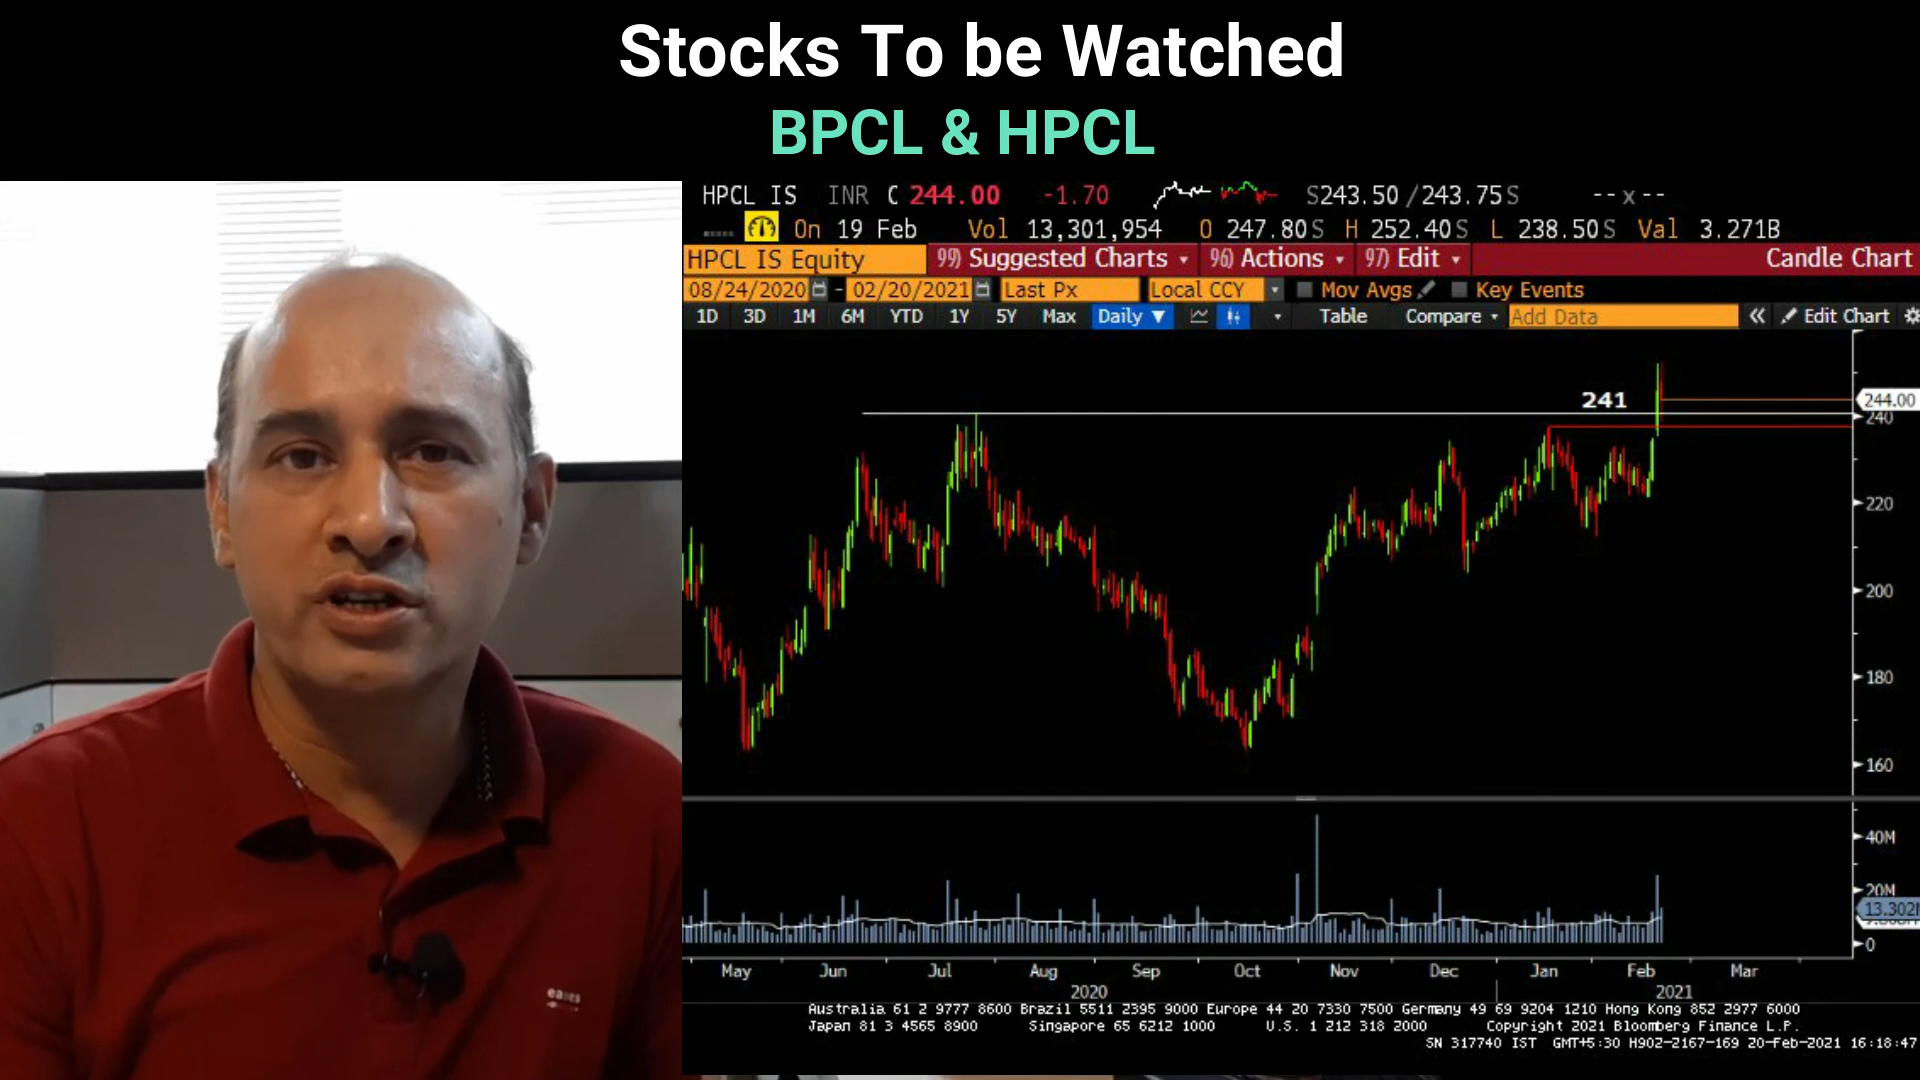 Stocks To be Watched
BPCL & HPCL
HPCL IS INR C 244.00 -1.70 S243.50/243.75S --x--
On 19 Feb Vol 13,301,954 O 247.80S H 252.40S L 238.50S Val 3.271B
HPCL IS Equity 99) Suggested Charts 96) Actions 97) Edit Candle Chart
08/24/2020 - 02/20/2021 Last Px Local CCY Mov Avgs Key Events
1D 3D 1M 6M YTD 1Y 5Y Max Daily ▼ Table Compare Add Data « Edit Chart
241
244.00
240
220
200
180
160
40M
20M
13.302
0
May Jun Jul Aug Sep Oct Nov Dec Jan Feb Mar
2020 2021
Australia 61 2 9777 8600 Brazil 5511 2395 9000 Europe 44 20 7330 7500 Germany 49 69 9204 1210 Hong Kong 852 2977 6000
Japan 81 3 4565 8900 Singapore 65 6212 1000 U.S. 1 212 318 2000 Copyright 2021 Bloomberg Finance L.P.
SN 317740 IST GMT+5:30 H902-2167-169 20-Feb-2021 16:18:47